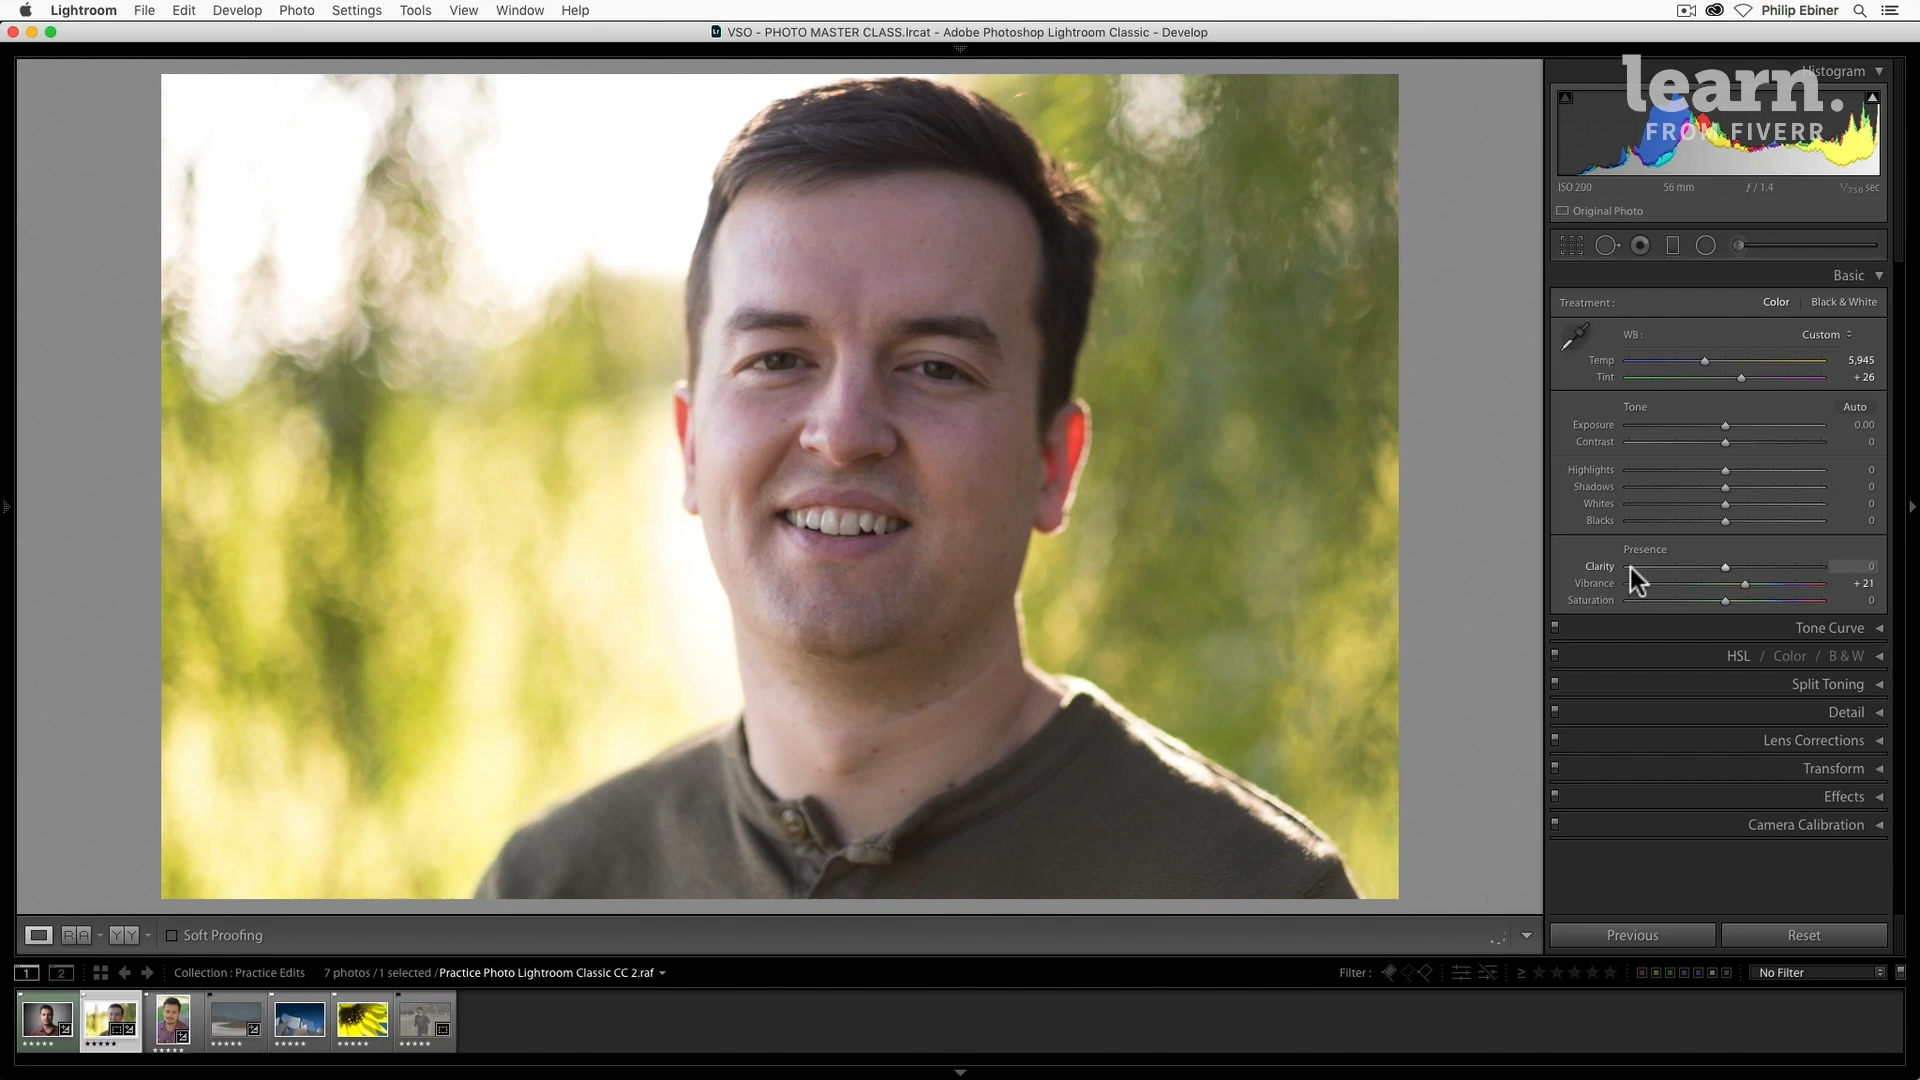 Lightroom File Edit Develop Photo Settings Tools View Window Help Philip Ebiner
VSO - PHOTO MASTER CLASS.lrcat - Adobe Photoshop Lightroom Classic - Develop
Histogram
learn.
FROM FIVERR
ISO 200 56 mm ƒ / 1.4 1/750 sec
Original Photo
Basic
Treatment : Color Black & White
WB : Custom
Temp 5,945
Tint + 26
Tone Auto
Exposure 0.00
Contrast 0
Highlights 0
Shadows 0
Whites 0
Blacks 0
Presence
Clarity 0
Vibrance + 21
Saturation 0
Tone Curve
HSL / Color / B & W
Split Toning
Detail
Lens Corrections
Transform
Effects
Camera Calibration
R A Y Y Soft Proofing
Previous Reset
1 2 Collection : Practice Edits 7 photos / 1 selected / Practice Photo Lightroom Classic CC 2.raf Filter : ≥ No Filter